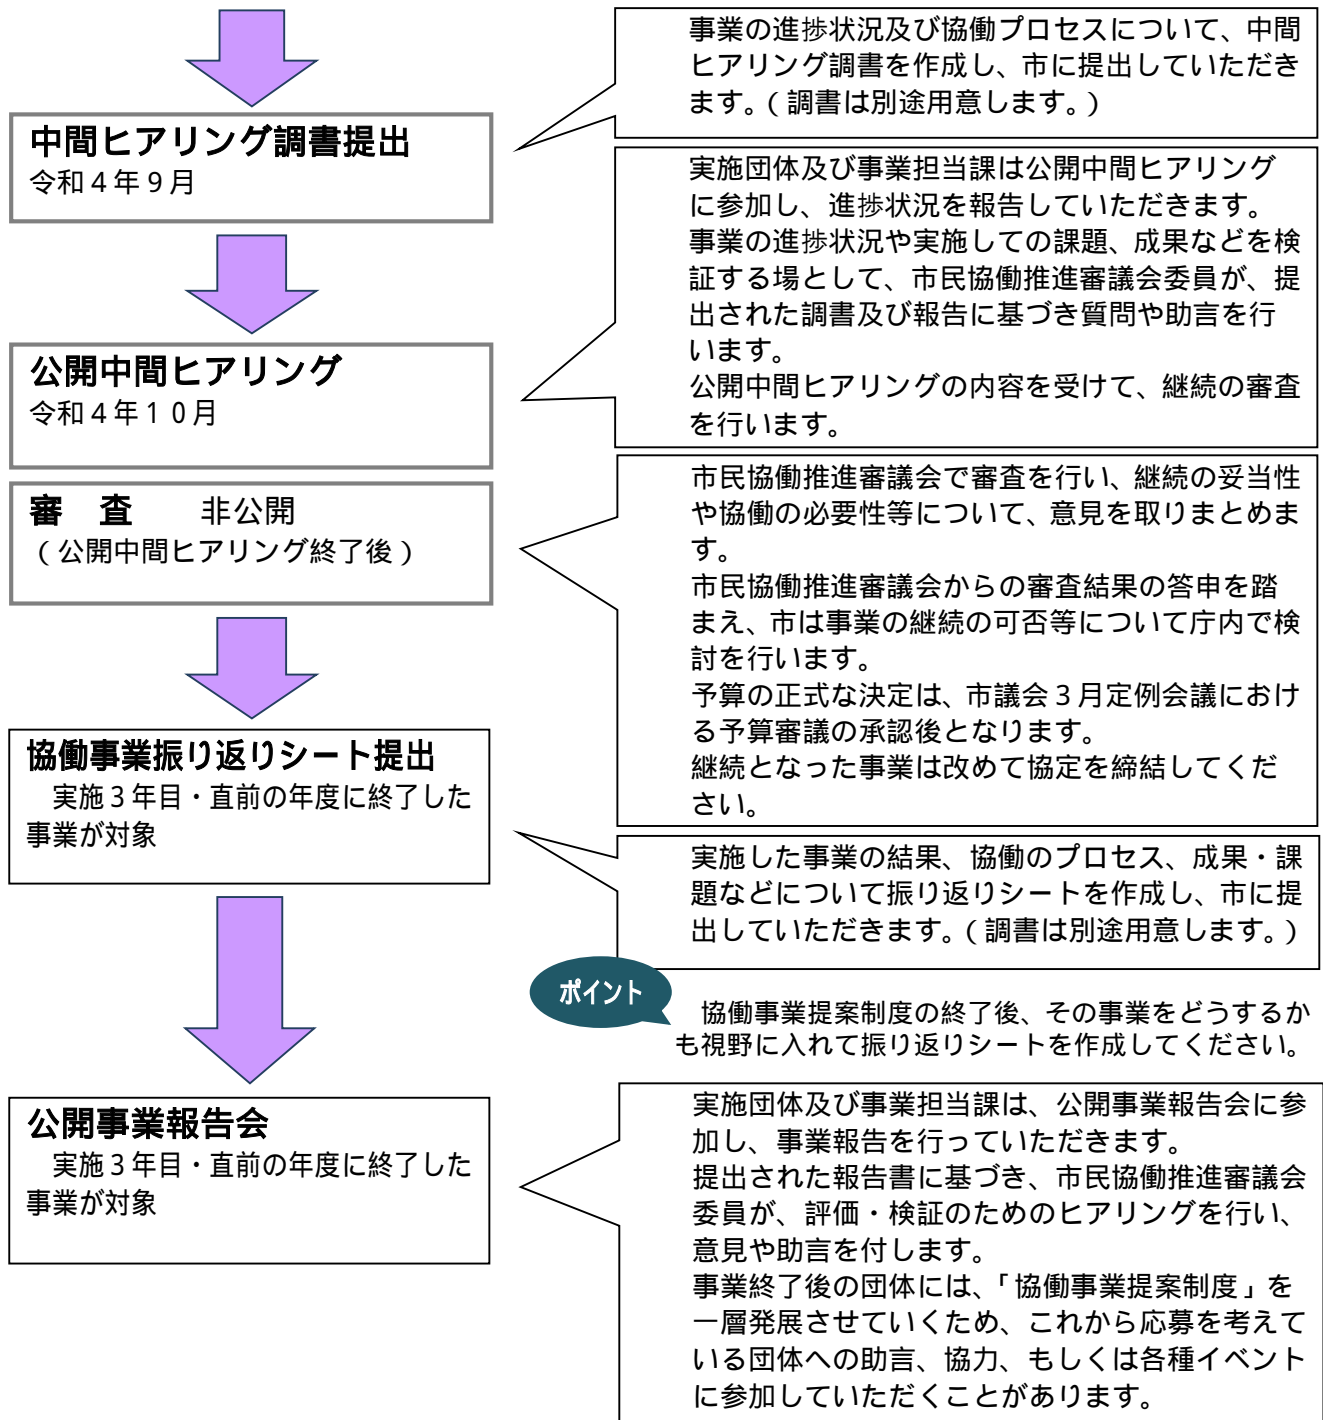 事業の進捗状況及び協働プロセスについて、中間
ヒアリング調書を作成し、市に提出していただき
ます。(調書は別途用意します。)
中間ヒアリング調書提出
令和4年9月
実施団体及び事業担当課は公開中間ヒアリング
に参加し、進捗状況を報告していただきます。
事業の進捗状況や実施しての課題、成果などを検
証する場として、市民協働推進審議会委員が、提
出された調書及び報告に基づき質問や助言を行
います。
公開中間ヒアリングの内容を受けて、継続の審査
を行います。
公開中間ヒアリング
令和4年10月
審 査 非公開
(公開中間ヒアリング終了後)
市民協働推進審議会で審査を行い、継続の妥当性
や協働の必要性等について、意見を取りまとめま
す。
市民協働推進審議会からの審査結果の答申を踏
まえ、市は事業の継続の可否等について庁内で検
討を行います。
予算の正式な決定は、市議会3月定例会議におけ
る予算審議の承認後となります。
継続となった事業は改めて協定を締結してくだ
さい。
協働事業振り返りシート提出
実施3年目・直前の年度に終了した
事業が対象
実施した事業の結果、協働のプロセス、成果・課
題などについて振り返りシートを作成し、市に提
出していただきます。(調書は別途用意します。)
ポイント
協働事業提案制度の終了後、その事業をどうするか
も視野に入れて振り返りシートを作成してください。
公開事業報告会
実施3年目・直前の年度に終了した
事業が対象
実施団体及び事業担当課は、公開事業報告会に参
加し、事業報告を行っていただきます。
提出された報告書に基づき、市民協働推進審議会
委員が、評価・検証のためのヒアリングを行い、
意見や助言を付します。
事業終了後の団体には、「協働事業提案制度」を
一層発展させていくため、これから応募を考えて
いる団体への助言、協力、もしくは各種イベント
に参加していただくことがあります。